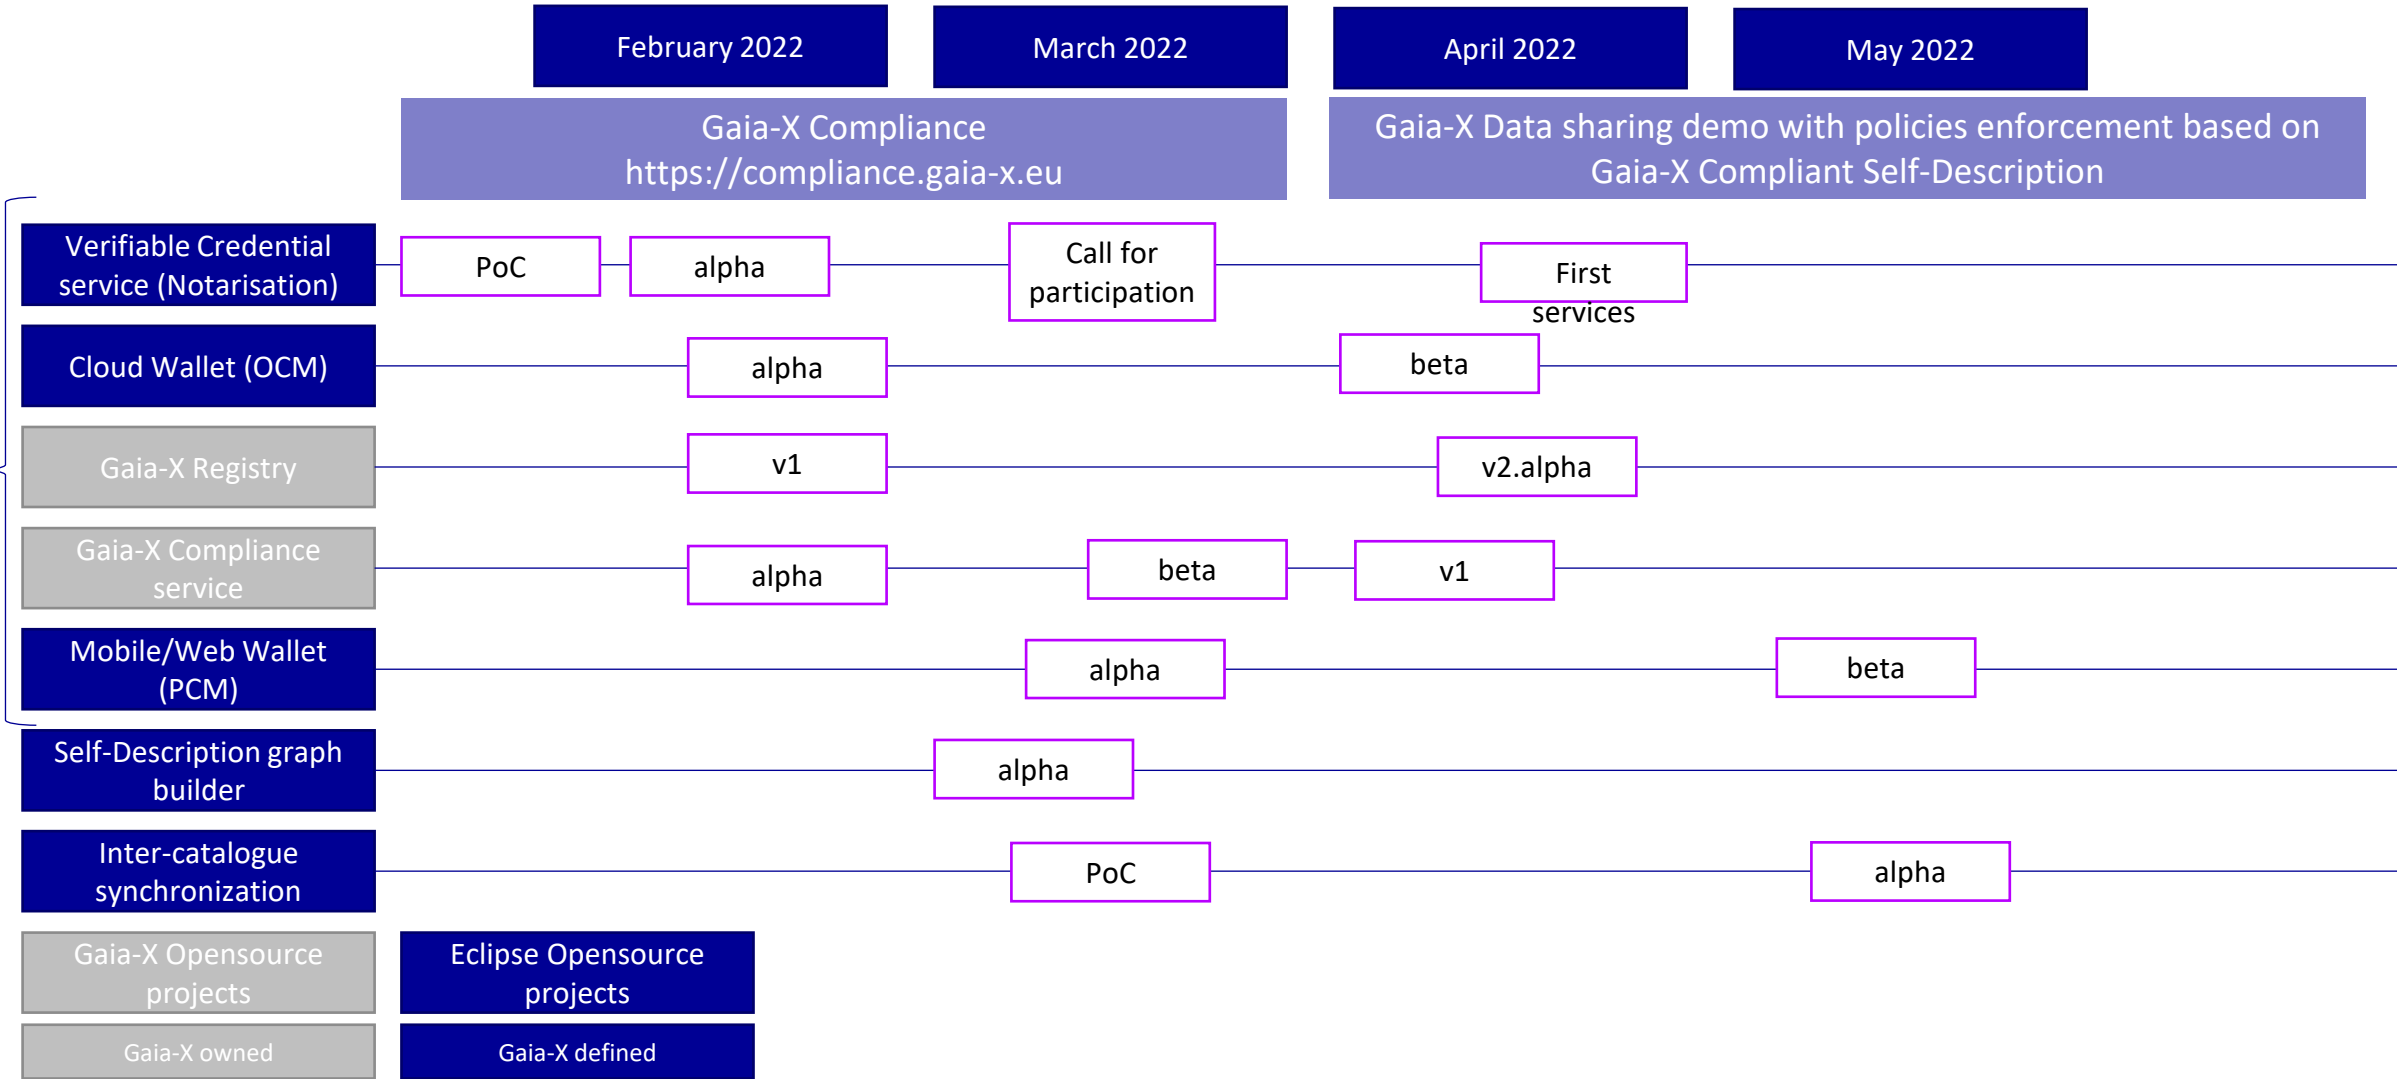 February 2022
March 2022
April 2022
May 2022
Gaia-X Compliance
https://compliance.gaia-x.eu
Gaia-X Data sharing demo with policies enforcement based on
Gaia-X Compliant Self-Description
Verifiable Credential
service (Notarisation)
PoC
alpha
Call for
participation
First
services
Cloud Wallet (OCM)
alpha
beta
Gaia-X Registry
v1
v2.alpha
Gaia-X Compliance
service
alpha
beta
v1
Mobile/Web Wallet
(PCM)
alpha
beta
Self-Description graph
builder
alpha
Inter-catalogue
synchronization
PoC
alpha
Gaia-X Opensource
projects
Eclipse Opensource
projects
Gaia-X owned
Gaia-X defined